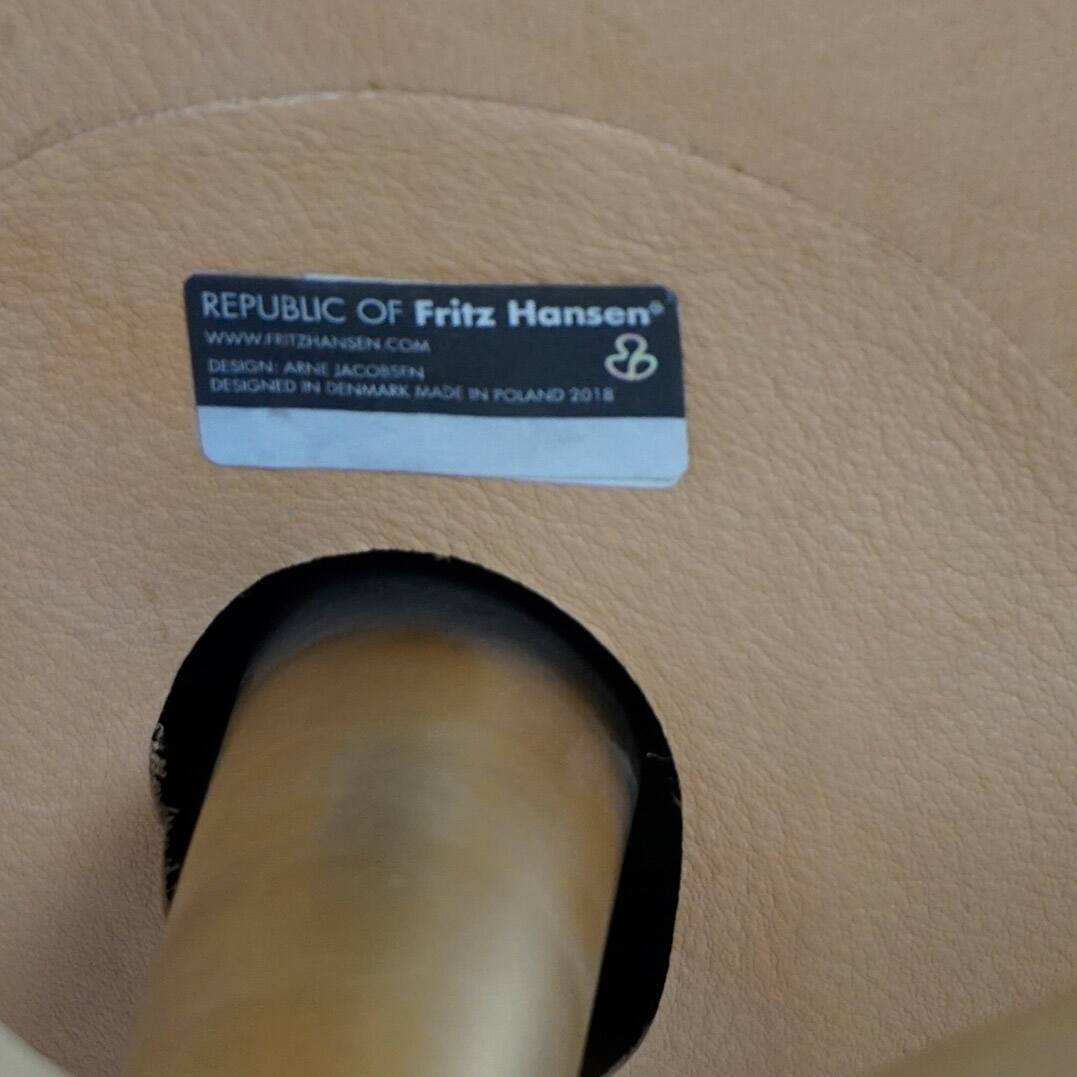 REPUBLIC OF Fritz Hansen®
WWW.FRITZHANSEN.COM
DESIGN: ARNE JACOBSEN
DESIGNED IN DENMARK MADE IN POLAND 2018